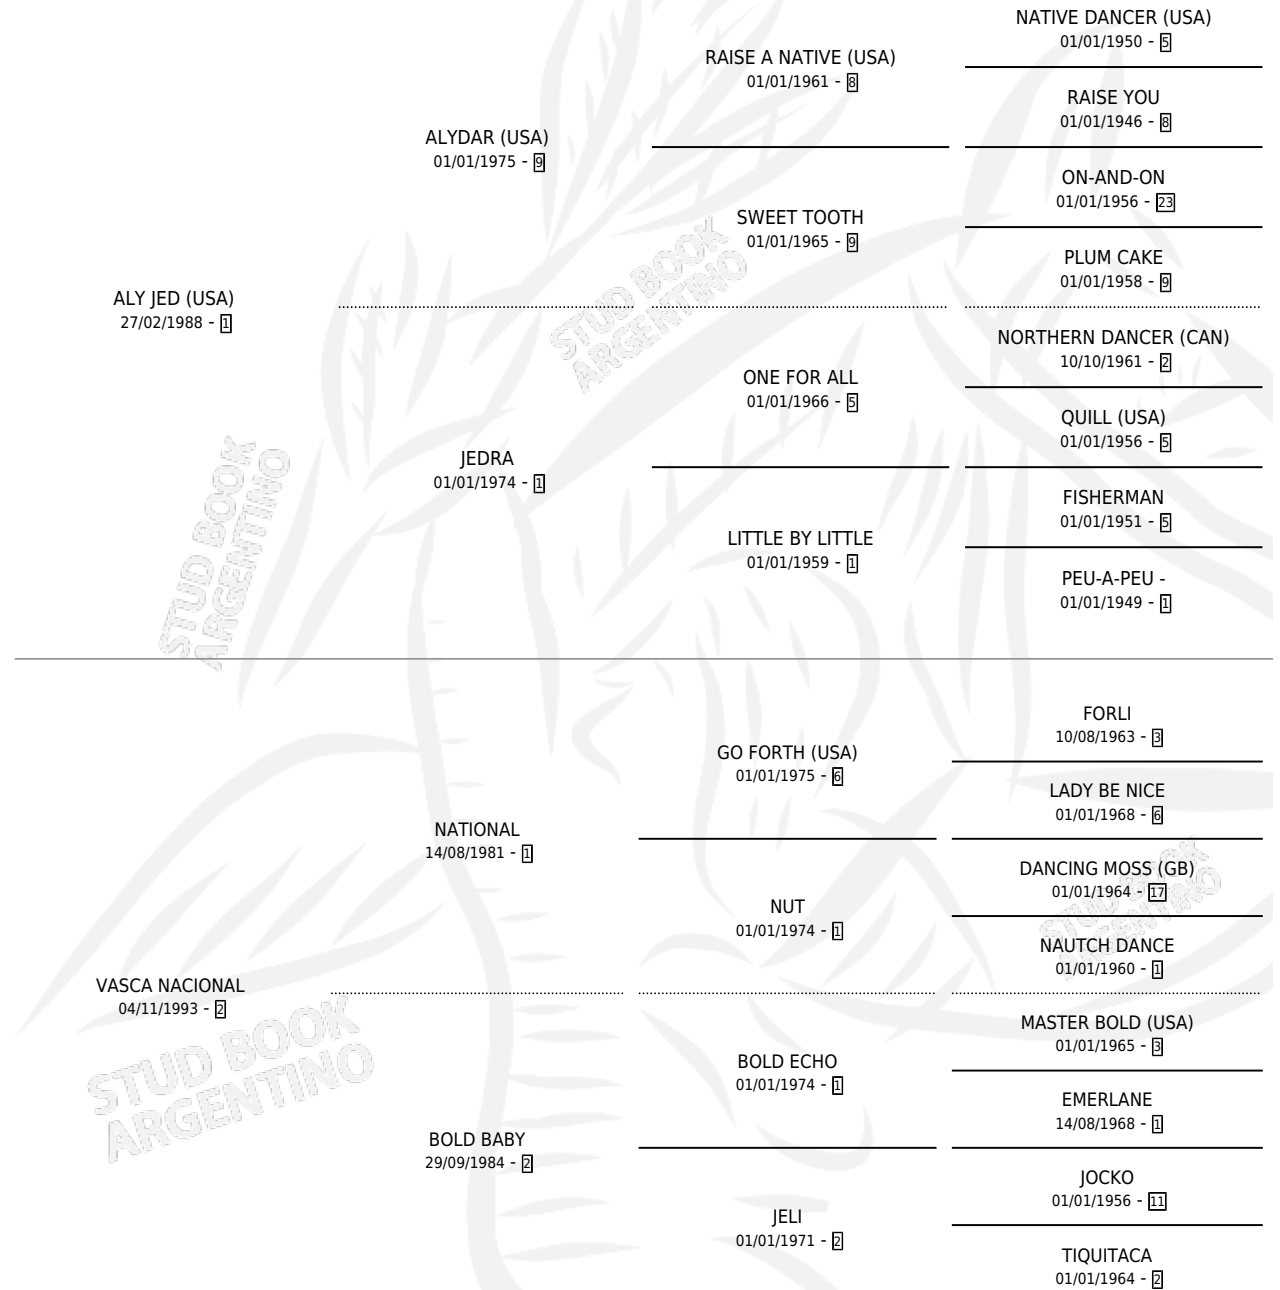 NATIVE DANCER (USA)
01/01/1950 - 5
RAISE A NATIVE (USA)
01/01/1961 - 8
RAISE YOU
01/01/1946 - 8
ALYDAR (USA)
01/01/1975 - 9
ON-AND-ON
01/01/1956 - 23
SWEET TOOTH
01/01/1965 - 9
PLUM CAKE
01/01/1958 - 9
ALY JED (USA)
27/02/1988 - 1
STUD BOOK
ARGENTINO
NORTHERN DANCER (CAN)
10/10/1961 - 2
ONE FOR ALL
01/01/1966 - 5
QUILL (USA)
01/01/1956 - 5
JEDRA
01/01/1974 - 1
FISHERMAN
01/01/1951 - 5
LITTLE BY LITTLE
01/01/1959 - 1
PEU-A-PEU -
01/01/1949 - 1
STUD BOOK
ARGENTINO
FORLI
10/08/1963 - 3
GO FORTH (USA)
01/01/1975 - 6
LADY BE NICE
01/01/1968 - 6
NATIONAL
14/08/1981 - 1
DANCING MOSS (GB)
01/01/1964 - 17
NUT
01/01/1974 - 1
NAUTCH DANCE
01/01/1960 - 1
STUD BOOK
ARGENTINO
VASCA NACIONAL
04/11/1993 - 2
MASTER BOLD (USA)
01/01/1965 - 3
BOLD ECHO
01/01/1974 - 1
EMERLANE
14/08/1968 - 1
STUD BOOK
ARGENTINO
BOLD BABY
29/09/1984 - 2
JOCKO
01/01/1956 - 11
JELI
01/01/1971 - 2
TIQUITACA
01/01/1964 - 2